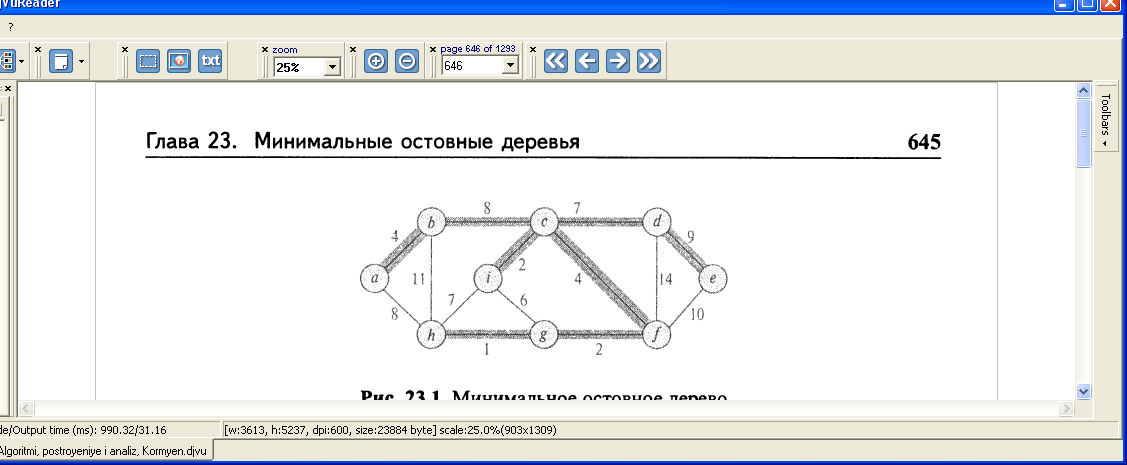 jVuReader
?
zoom
25%
txt
page 646 of 1293
646
Toolbars
Глава 23. Минимальные остовные деревья 645
b 8 c 7 d
4 9
a 11 i 2 4 14 e
8 7 6 10
h 1 g 2 f
Рис. 23.1. Минимальное остовное дерево
de/Output time (ms): 990.32/31.16 [w:3613, h:5237, dpi:600, size:23884 byte] scale:25.0%(903x1309)
Algoritmi, postroyeniye i analiz, Kormyen.djvu